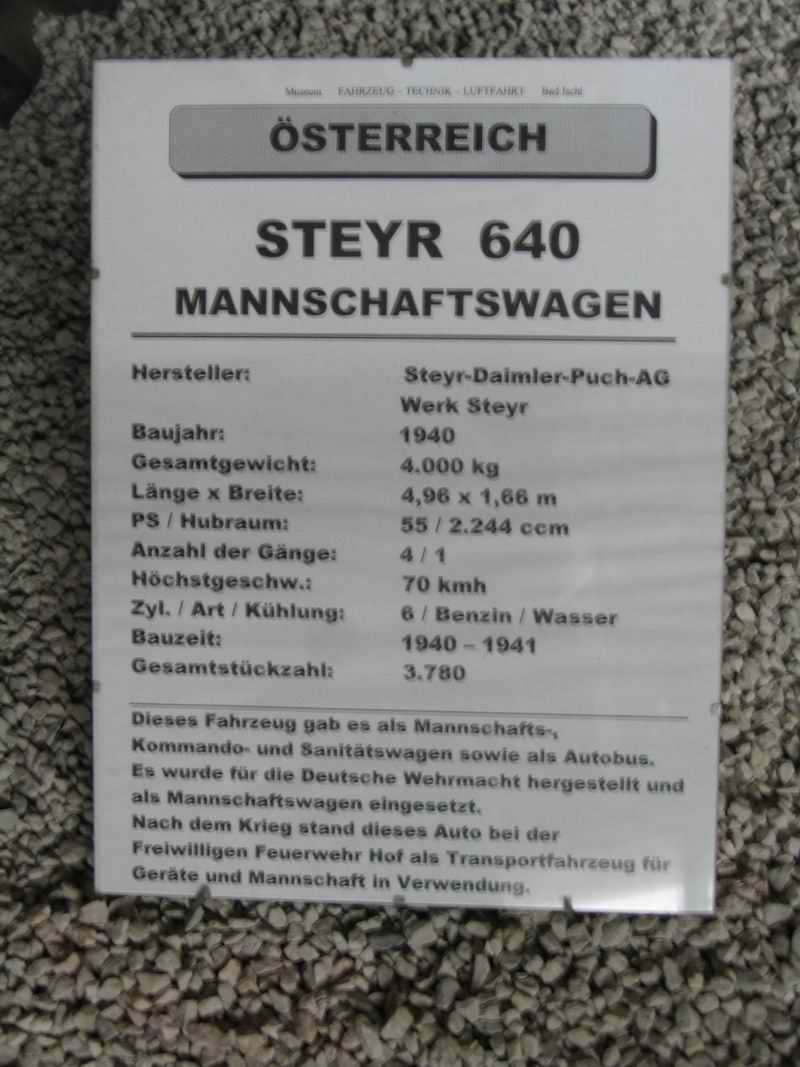 Museum FAHRZEUG - TECHNIK - LUFTFAHRT Bad Ischl
ÖSTERREICH
STEYR 640
MANNSCHAFTSWAGEN
Hersteller: Steyr-Daimler-Puch-AG
Werk Steyr
Baujahr: 1940
Gesamtgewicht: 4.000 kg
Länge x Breite: 4,96 x 1,66 m
PS / Hubraum: 55 / 2.244 ccm
Anzahl der Gänge: 4 / 1
Höchstgeschw.: 70 kmh
Zyl. / Art / Kühlung: 6 / Benzin / Wasser
Bauzeit: 1940 – 1941
Gesamtstückzahl: 3.780
Dieses Fahrzeug gab es als Mannschafts-,
Kommando- und Sanitätswagen sowie als Autobus.
Es wurde für die Deutsche Wehrmacht hergestellt und
als Mannschaftswagen eingesetzt.
Nach dem Krieg stand dieses Auto bei der
Freiwilligen Feuerwehr Hof als Transportfahrzeug für
Geräte und Mannschaft in Verwendung.